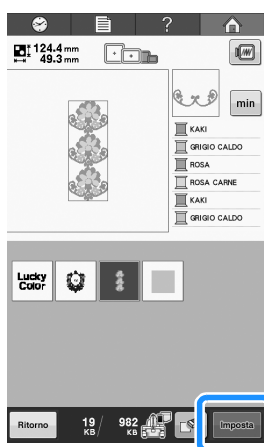 ?
124.4 mm
49.3 mm
min
KAKI
GRIGIO CALDO
ROSA
ROSA CARNE
KAKI
GRIGIO CALDO
Lucky
Color
Ritorno
19 KB / 982 KB
Imposta